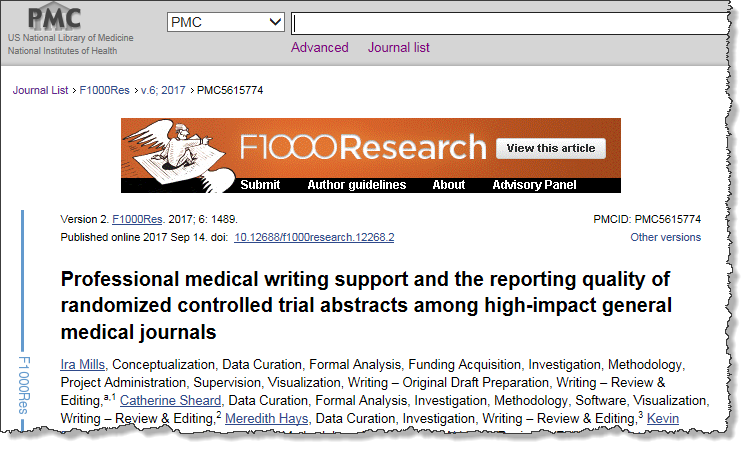 PMC
US National Library of Medicine
National Institutes of Health
PMC
Advanced Journal list
Journal List › F1000Res › v.6; 2017 › PMC5615774
F1000Research
View this article
Submit Author guidelines About Advisory Panel
Version 2. F1000Res. 2017; 6: 1489.
PMCID: PMC5615774
Published online 2017 Sep 14. doi: 10.12688/f1000research.12268.2
Other versions
Professional medical writing support and the reporting quality of
randomized controlled trial abstracts among high-impact general
medical journals
Ira Mills, Conceptualization, Data Curation, Formal Analysis, Funding Acquisition, Investigation, Methodology,
Project Administration, Supervision, Visualization, Writing – Original Draft Preparation, Writing – Review &
Editing,a,1 Catherine Sheard, Data Curation, Formal Analysis, Investigation, Methodology, Software, Visualization,
Writing – Review & Editing,2 Meredith Hays, Data Curation, Investigation, Writing – Review & Editing,3 Kevin
F1000Res